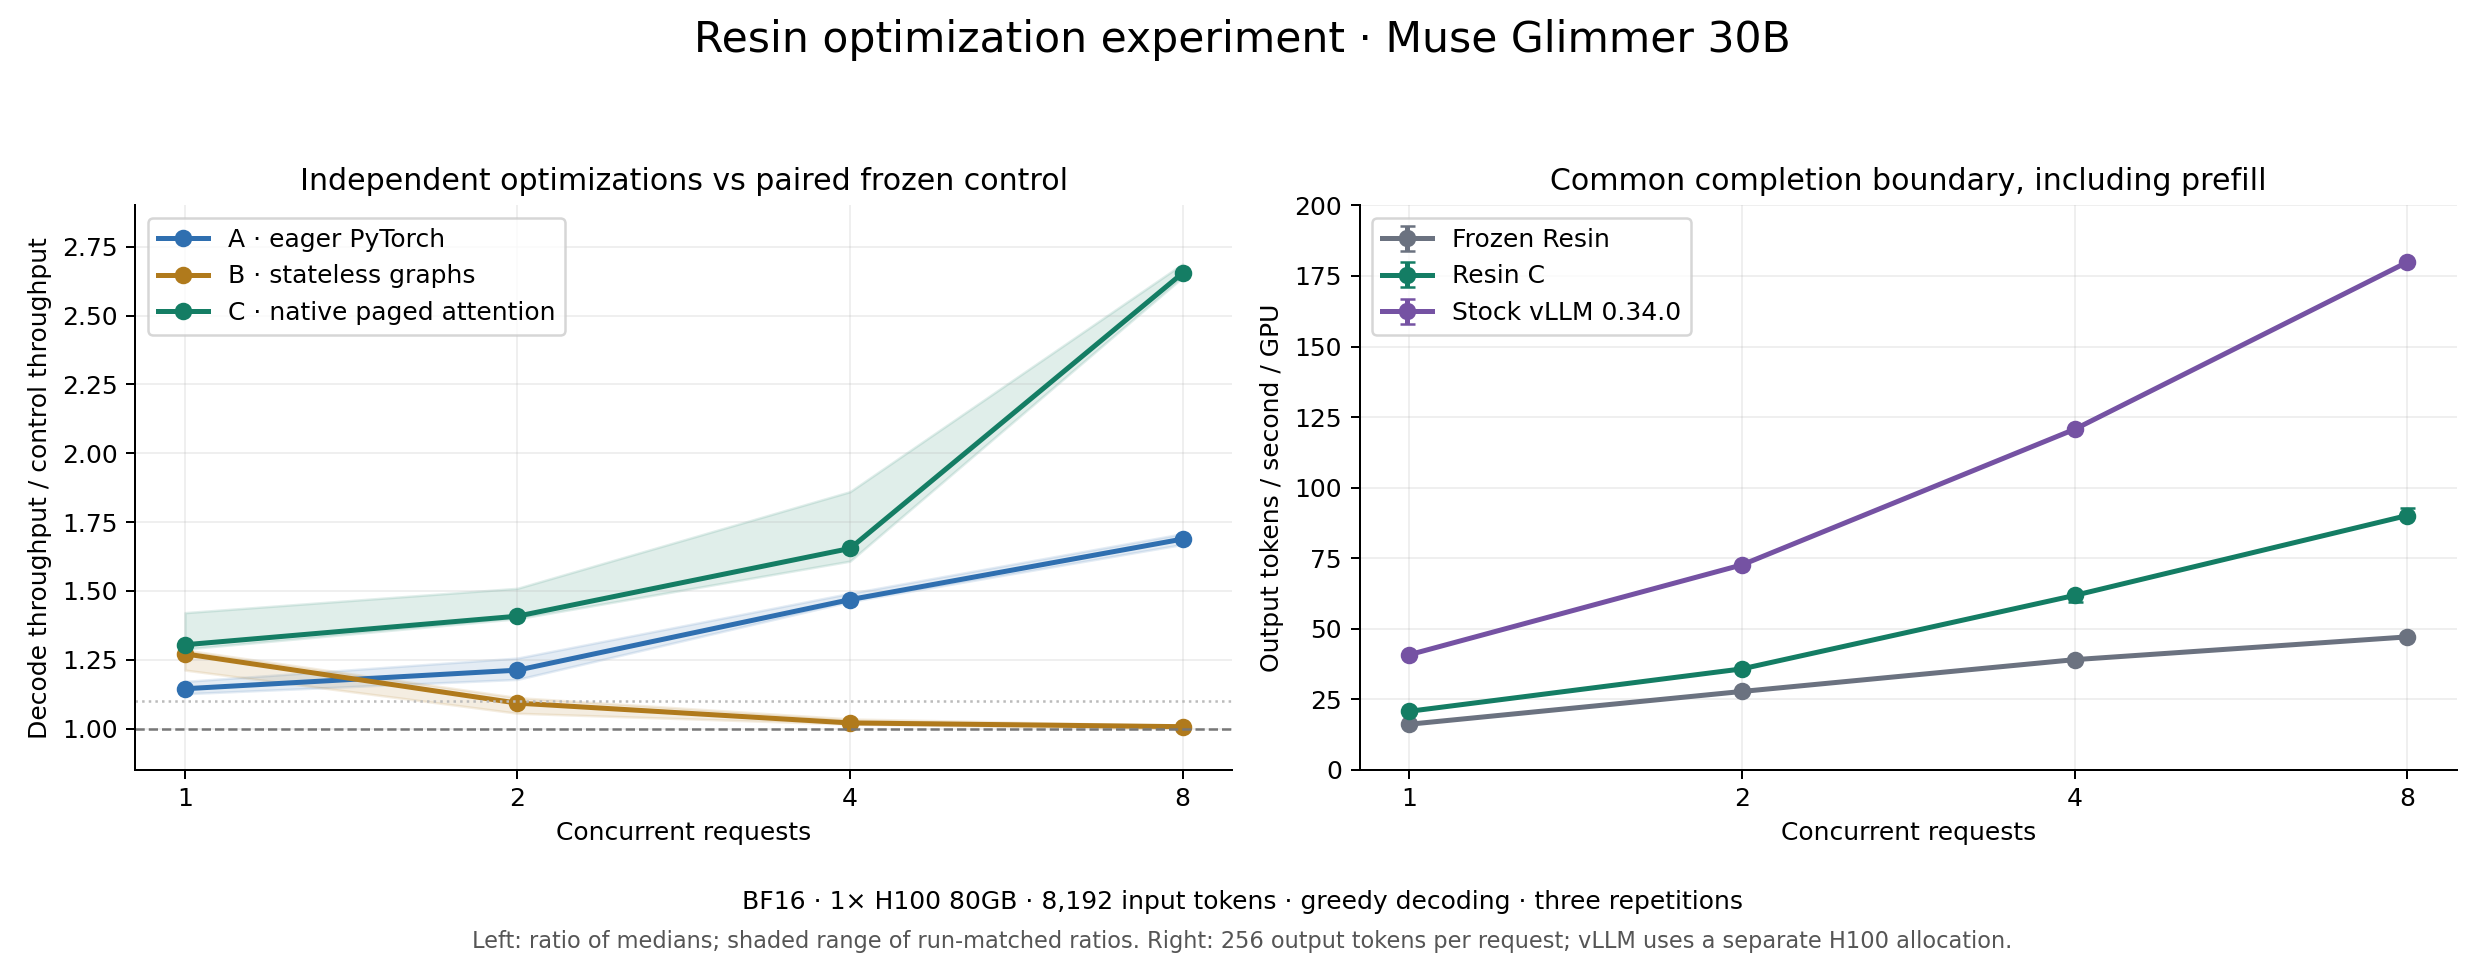 Resin optimization experiment · Muse Glimmer 30B
Independent optimizations vs paired frozen control
Decode throughput / control throughput
2.75
2.50
2.25
2.00
1.75
1.50
1.25
1.00
A · eager PyTorch
B · stateless graphs
C · native paged attention
1 2 4 8
Concurrent requests
Common completion boundary, including prefill
Output tokens / second / GPU
200
175
150
125
100
75
50
25
0
Frozen Resin
Resin C
Stock vLLM 0.34.0
1 2 4 8
Concurrent requests
BF16 · 1× H100 80GB · 8,192 input tokens · greedy decoding · three repetitions
Left: ratio of medians; shaded range of run-matched ratios. Right: 256 output tokens per request; vLLM uses a separate H100 allocation.